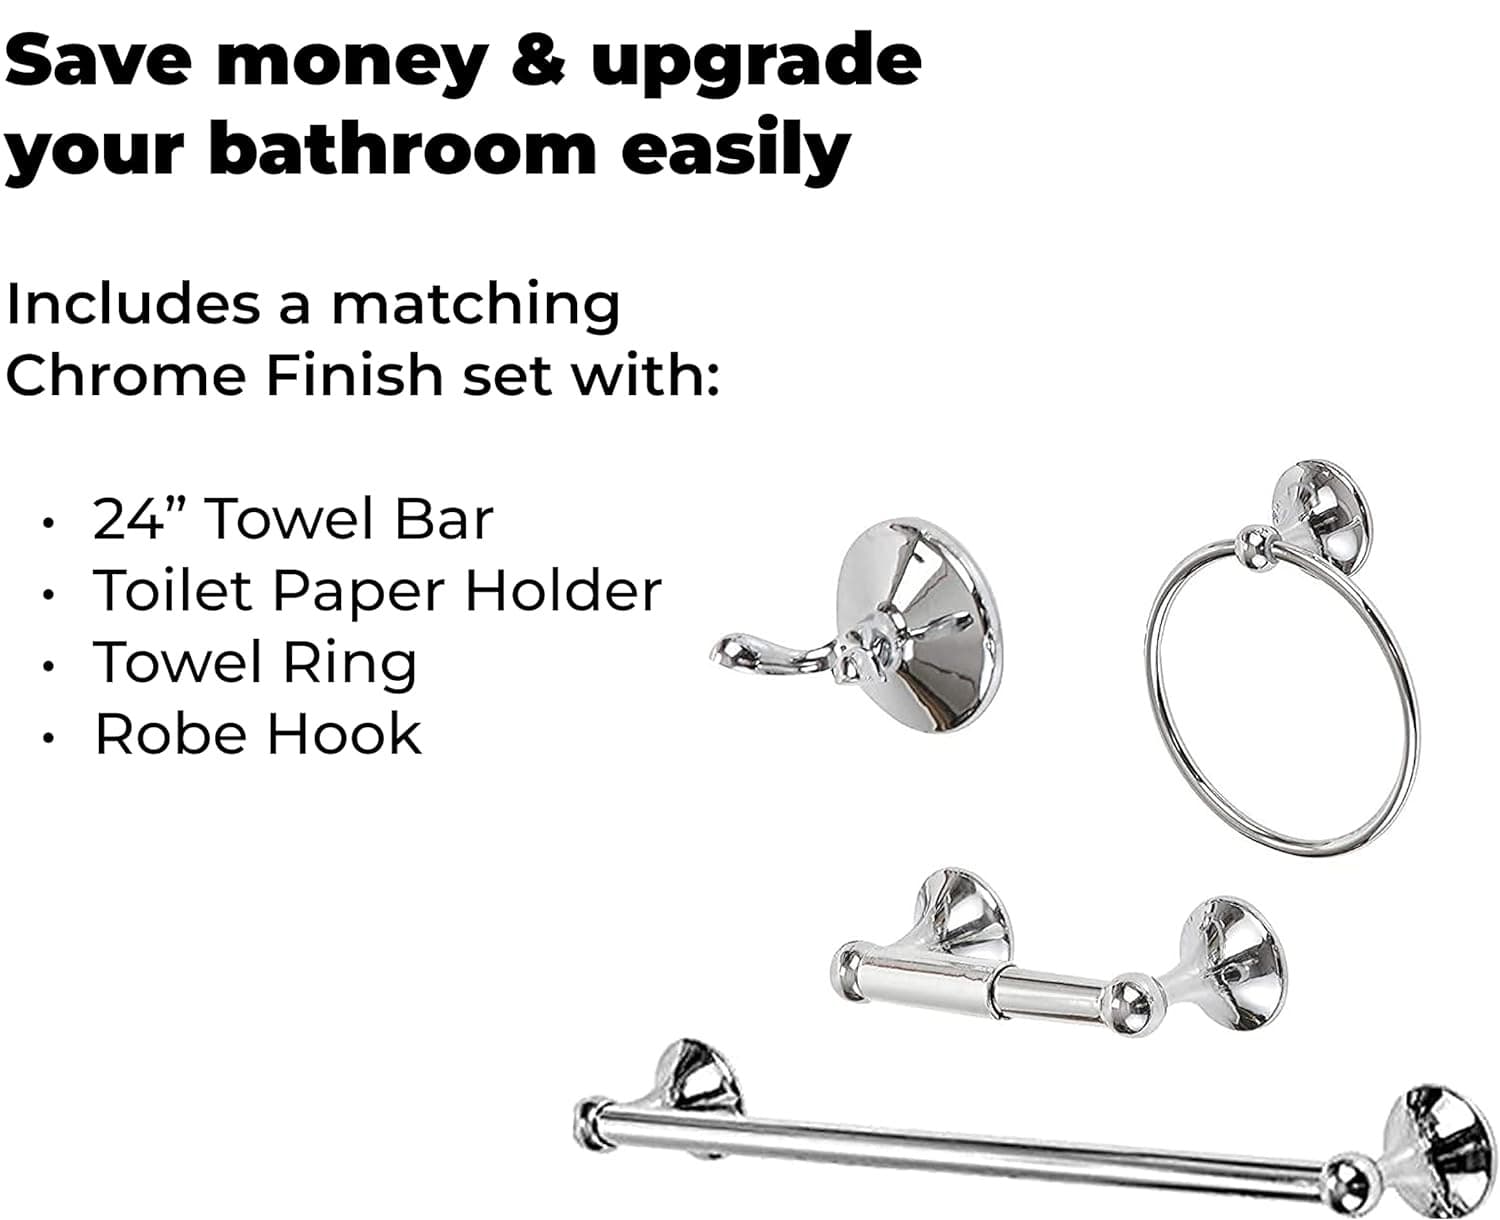 Save money & upgrade
your bathroom easily
Includes a matching
Chrome Finish set with:
• 24” Towel Bar
• Toilet Paper Holder
• Towel Ring
• Robe Hook